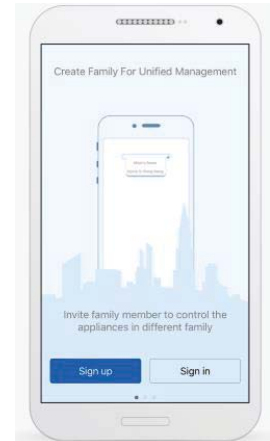 Create Family For Unified Management
Invite family member to control the
appliances in different family
Sign up
Sign in